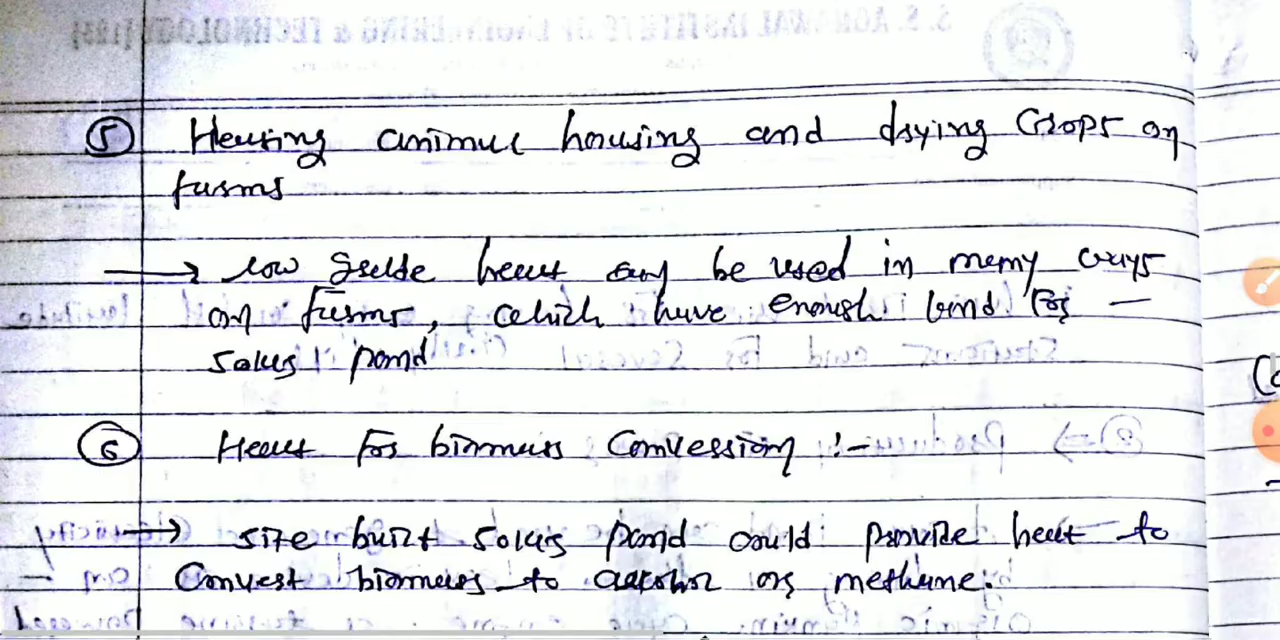 ⑤ Heating animal housing and drying crops on
farms
→ low grade heat may be used in many ways
on farms, which have enough land for –
solar pond
⑥ Heat for biomass conversion :-
→ site built solar pond could provide heat to
convert biomass to alcohol or methane.